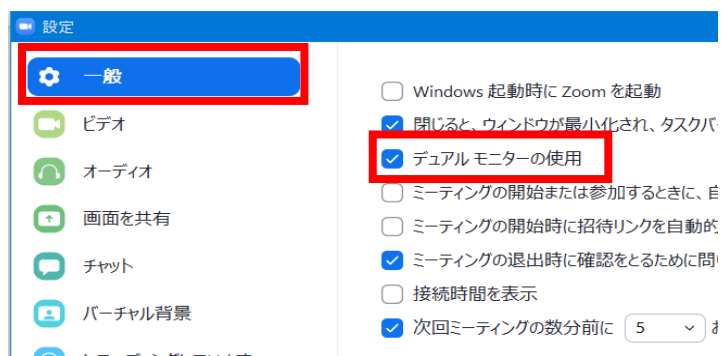 設定
一般
ビデオ
オーディオ
画面を共有
チャット
バーチャル背景
Windows 起動時に Zoom を起動
閉じると、ウィンドウが最小化され、タスクバ
デュアル モニターの使用
ミーティングの開始または参加するときに、自
ミーティングの開始時に招待リンクを自動的
ミーティングの退出時に確認をとるために問
接続時間を表示
次回ミーティングの数分前に 5 お